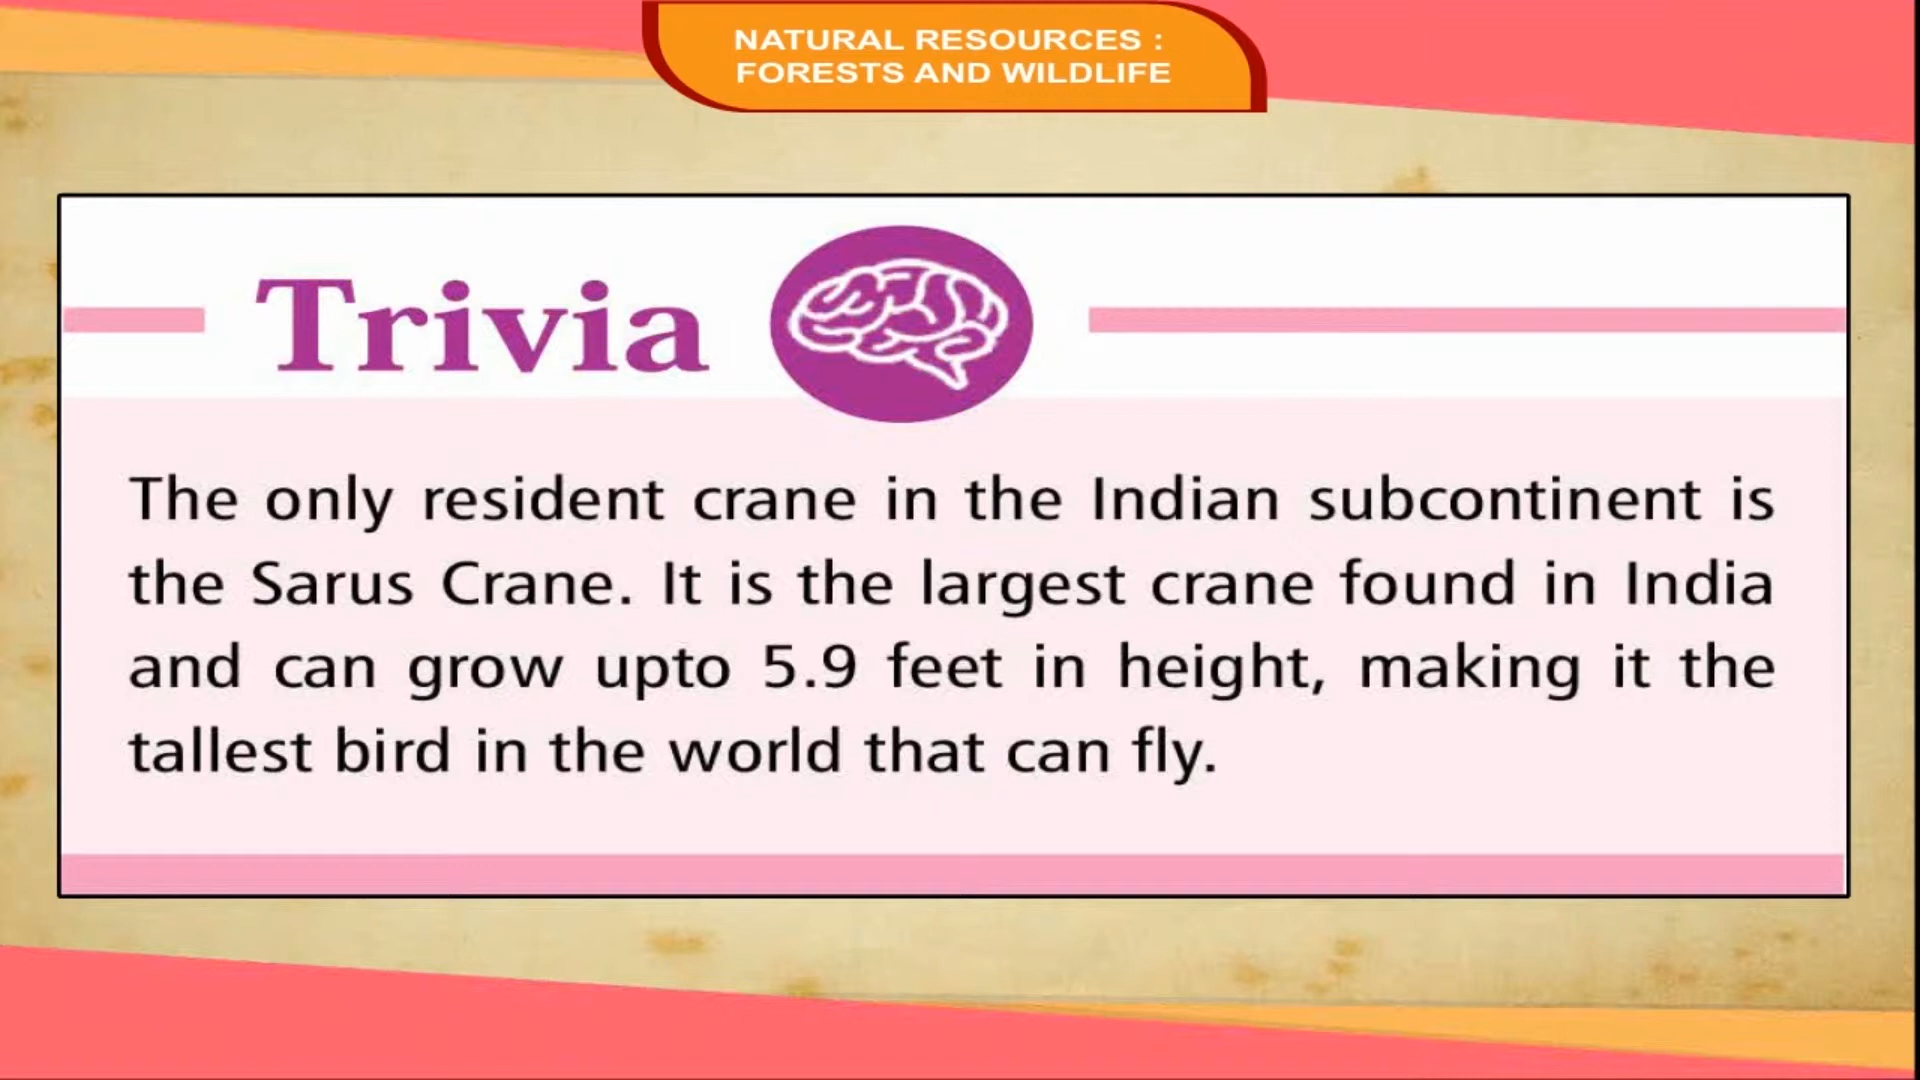 NATURAL RESOURCES :
FORESTS AND WILDLIFE
Trivia
The only resident crane in the Indian subcontinent is
the Sarus Crane. It is the largest crane found in India
and can grow upto 5.9 feet in height, making it the
tallest bird in the world that can fly.